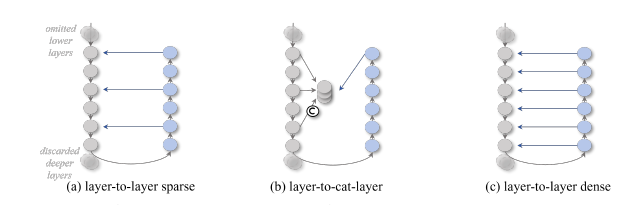 omitted
lower
layers
©
discarded
deeper
layers
(a) layer-to-layer sparse
(b) layer-to-cat-layer
(c) layer-to-layer dense